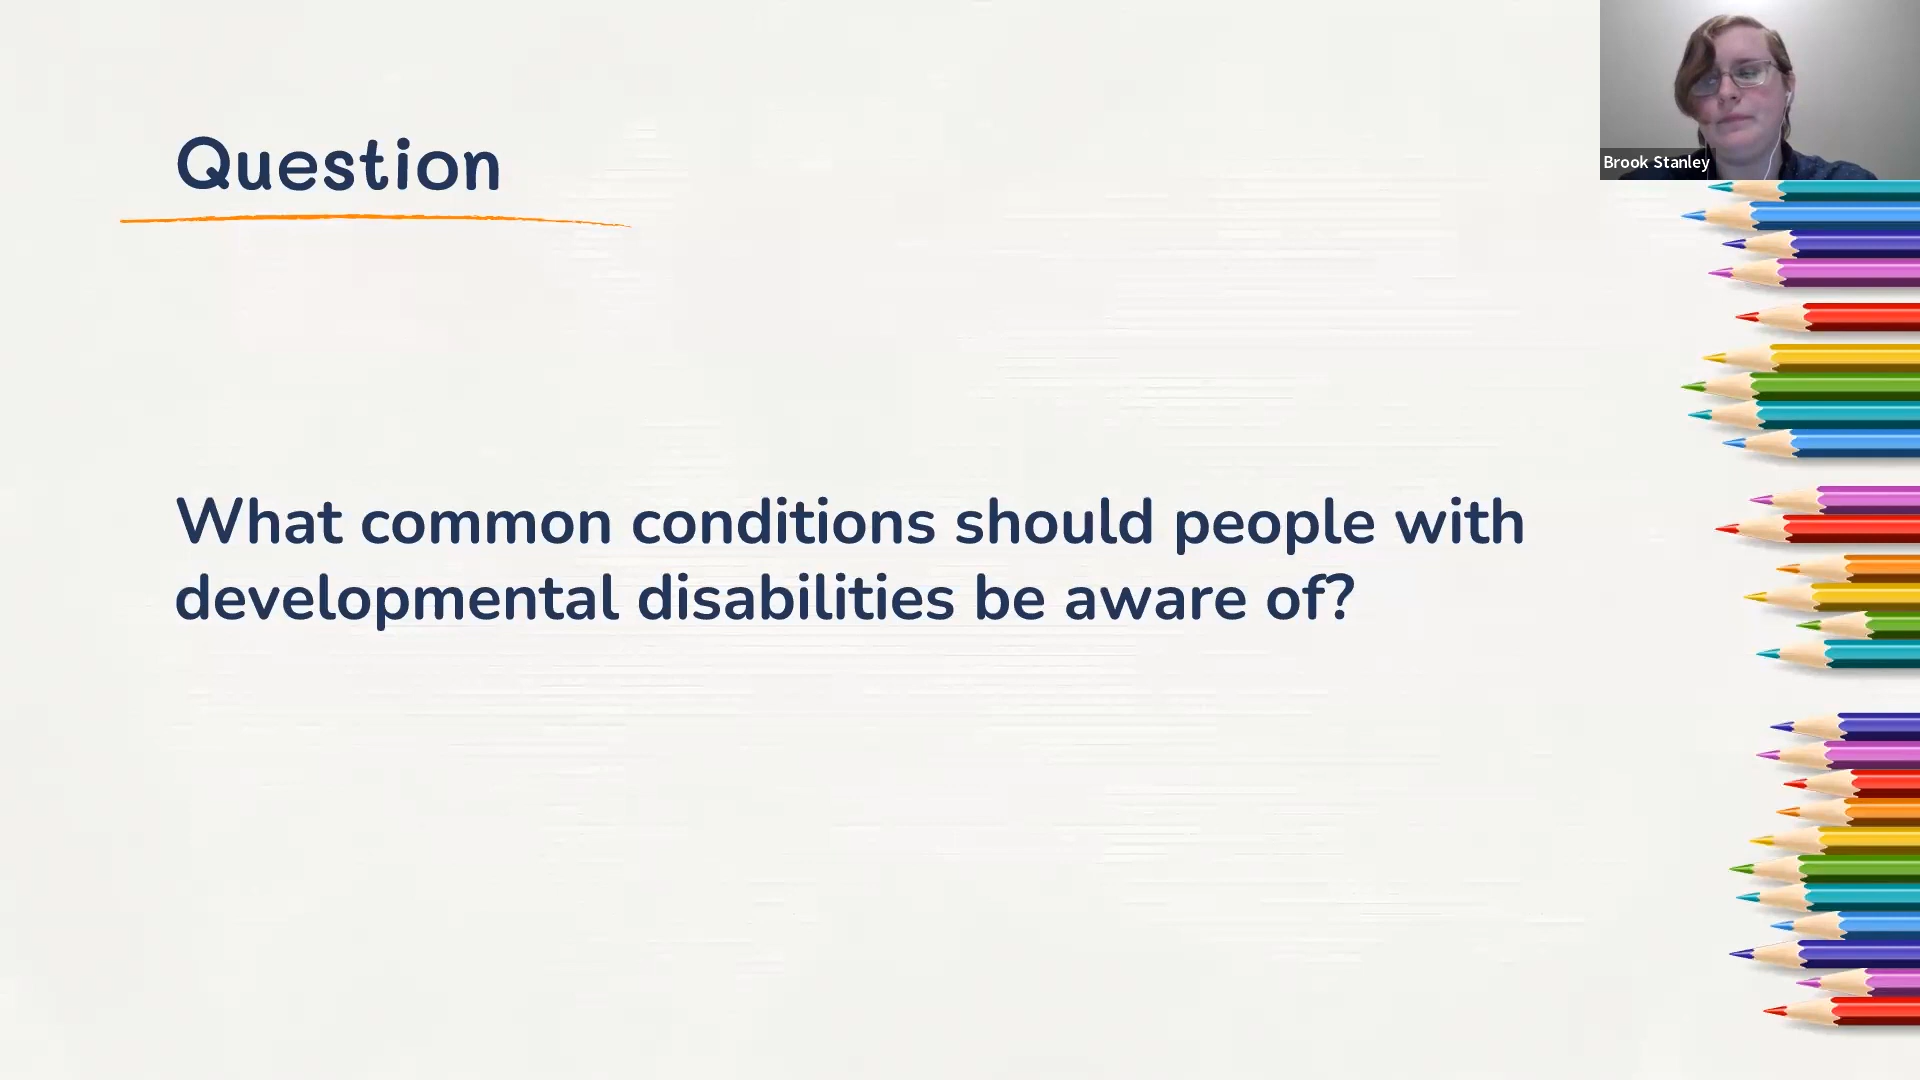 Question
What common conditions should people with
developmental disabilities be aware of?
Brook Stanley